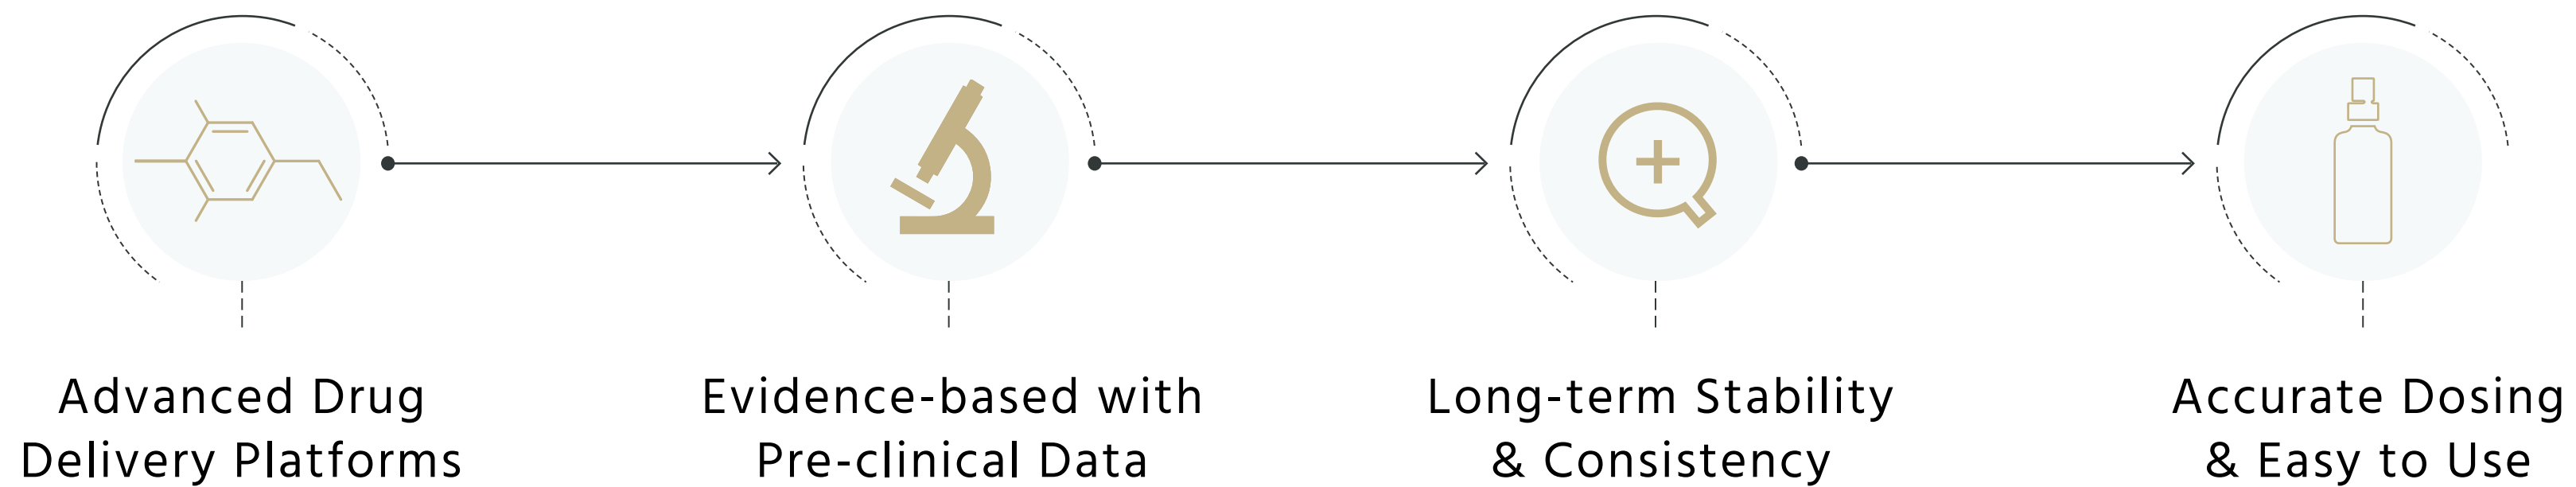 Advanced Drug
Delivery Platforms
Evidence-based with
Pre-clinical Data
Long-term Stability
& Consistency
Accurate Dosing
& Easy to Use